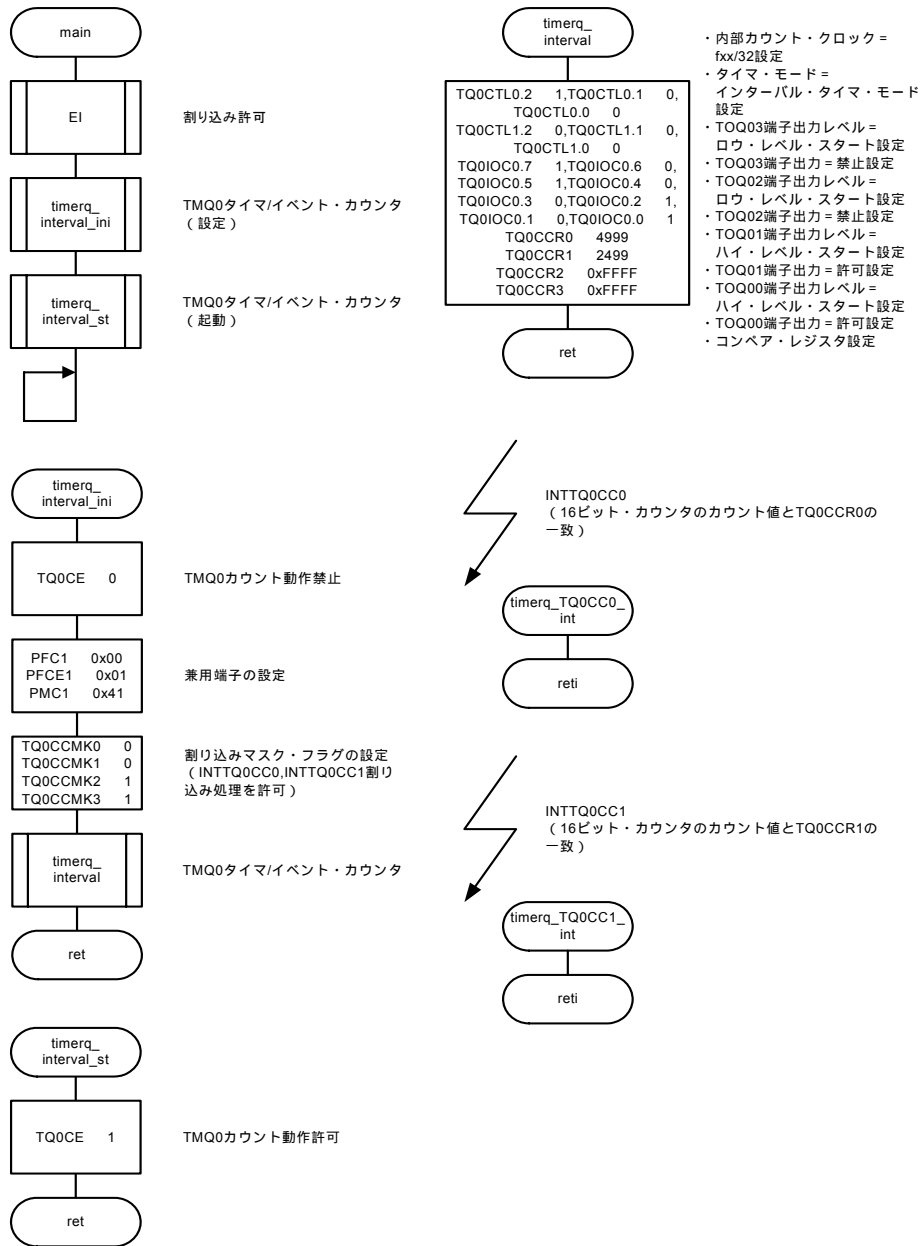 main
EI
割り込み許可
timerq_
interval_ini
TMQ0タイマ/イベント・カウンタ
（設定）
timerq_
interval_st
TMQ0タイマ/イベント・カウンタ
（起動）
timerq_
interval_ini
TQ0CE 0
TMQ0カウント動作禁止
PFC1 0x00
PFCE1 0x01
PMC1 0x41
兼用端子の設定
TQ0CCMK0 0
TQ0CCMK1 0
TQ0CCMK2 1
TQ0CCMK3 1
割り込みマスク・フラグの設定
（INTTQ0CC0,INTTQ0CC1割り
込み処理を許可）
timerq_
interval
TMQ0タイマ/イベント・カウンタ
ret
timerq_
interval_st
TQ0CE 1
TMQ0カウント動作許可
ret
timerq_
interval
TQ0CTL0.2 1,TQ0CTL0.1 0,
TQ0CTL0.0 0
TQ0CTL1.2 0,TQ0CTL1.1 0,
TQ0CTL1.0 0
TQ0IOC0.7 1,TQ0IOC0.6 0,
TQ0IOC0.5 1,TQ0IOC0.4 0,
TQ0IOC0.3 0,TQ0IOC0.2 1,
TQ0IOC0.1 0,TQ0IOC0.0 1
TQ0CCR0 4999
TQ0CCR1 2499
TQ0CCR2 0xFFFF
TQ0CCR3 0xFFFF
ret
・内部カウント・クロック =
fxx/32設定
・タイマ・モード =
インターバル・タイマ・モード
設定
・TOQ03端子出力レベル =
ロウ・レベル・スタート設定
・TOQ03端子出力 = 禁止設定
・TOQ02端子出力レベル =
ロウ・レベル・スタート設定
・TOQ02端子出力 = 禁止設定
・TOQ01端子出力レベル =
ハイ・レベル・スタート設定
・TOQ01端子出力 = 許可設定
・TOQ00端子出力レベル =
ハイ・レベル・スタート設定
・TOQ00端子出力 = 許可設定
・コンペア・レジスタ設定
INTTQ0CC0
（16ビット・カウンタのカウント値とTQ0CCR0の
一致）
timerq_TQ0CC0_
int
reti
INTTQ0CC1
（16ビット・カウンタのカウント値とTQ0CCR1の
一致）
timerq_TQ0CC1_
int
reti